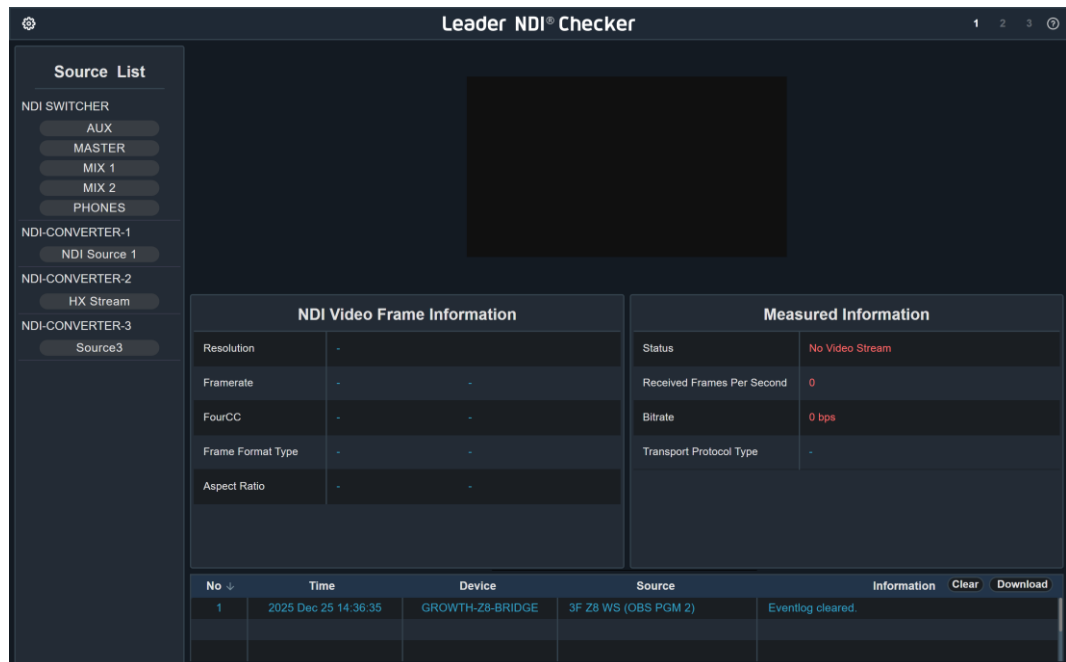 Leader NDI® Checker
1 2 3 ?
Source List
NDI SWITCHER
AUX
MASTER
MIX 1
MIX 2
PHONES
NDI-CONVERTER-1
NDI Source 1
NDI-CONVERTER-2
HX Stream
NDI-CONVERTER-3
Source3
NDI Video Frame Information
Resolution -
Framerate - -
FourCC - -
Frame Format Type - -
Aspect Ratio - -
Measured Information
Status No Video Stream
Received Frames Per Second 0
Bitrate 0 bps
Transport Protocol Type -
No ↓ Time Device Source Information Clear Download
1 2025 Dec 25 14:36:35 GROWTH-Z8-BRIDGE 3F Z8 WS (OBS PGM 2) Eventlog cleared.